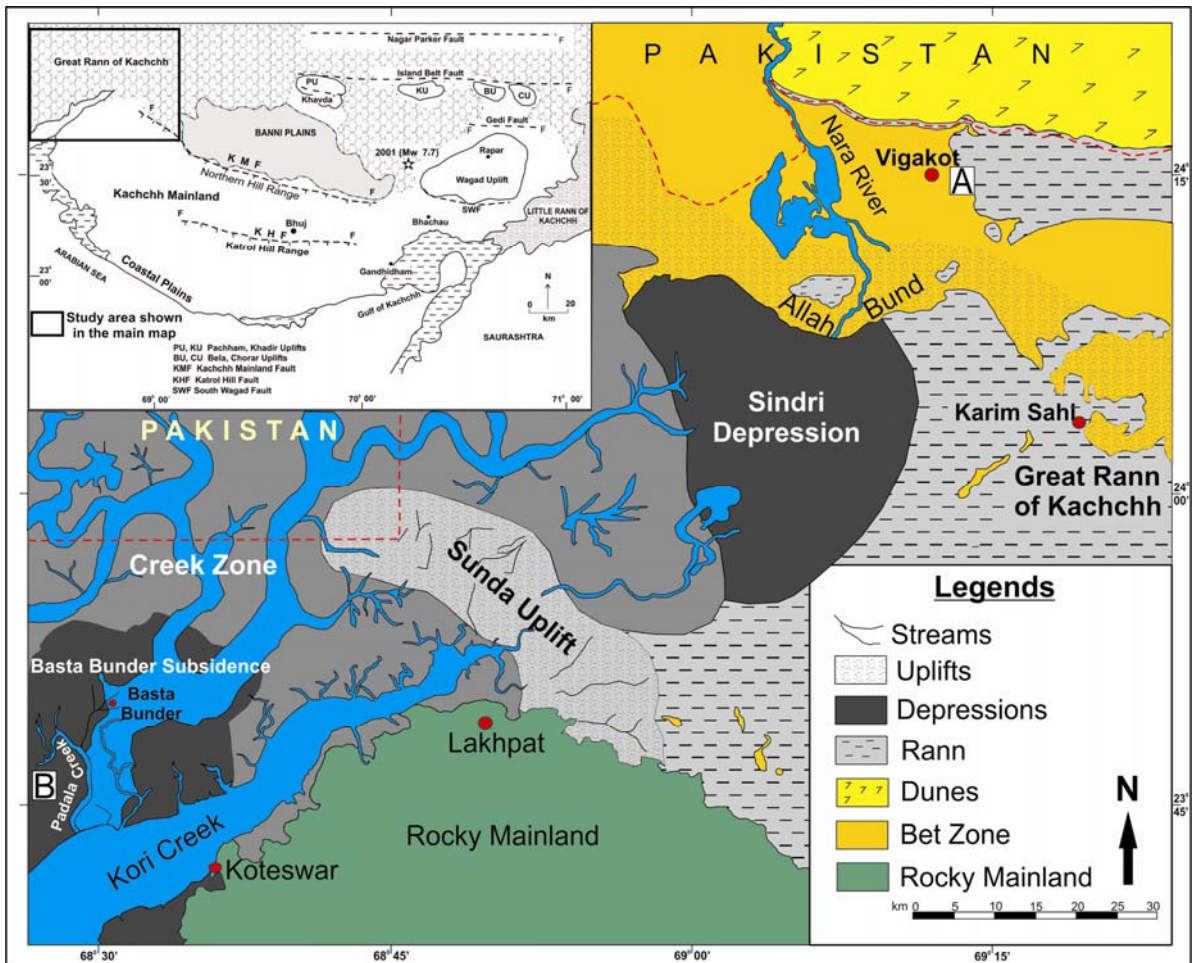 Nagar Parker Fault
F
F
Great Rann of Kachchh
Island Belt Fault
F
PU
Khavda
KU
BU
CU
F
F
Gedi Fault
F
BANNI PLAINS
2001 (Mw 7.7)
Rapar
Wagad Uplift
K M F
Northern Hill Range
F
F
SWF
Kachchh Mainland
LITTLE RANN OF
KACHCHH
F
Bhuj
F
K H F
Katrol Hill Range
Bhachau
Gandhidham
ARABIAN SEA
Coastal Plains
Gulf of Kachchh
N
0 20
km
SAURASHTRA
23°
30'
23°
00'
Study area shown
in the main map
PU, KU Pachham, Khadir Uplifts
BU, CU Bela, Chorar Uplifts
KMF Kachchh Mainland Fault
KHF Katrol Hill Fault
SWF South Wagad Fault
69° 00'
70° 00'
71° 00'
PAKISTAN
Nara River
Vigakot
A
24°
15'
Allah Bund
Sindri
Depression
Karim Sahl
Great Rann
of Kachchh
24°
00'
PAKISTAN
Creek Zone
Sunda Uplift
Basta Bunder Subsidence
Basta
Bunder
B
Padala Creek
Kori Creek
Lakhpat
Koteswar
Rocky Mainland
23°
45'
Legends
Streams
Uplifts
Depressions
Rann
Dunes
Bet Zone
Rocky Mainland
N
km 0 5 10 15 20 25 30
68° 30'
68° 45'
69° 00'
69° 15'